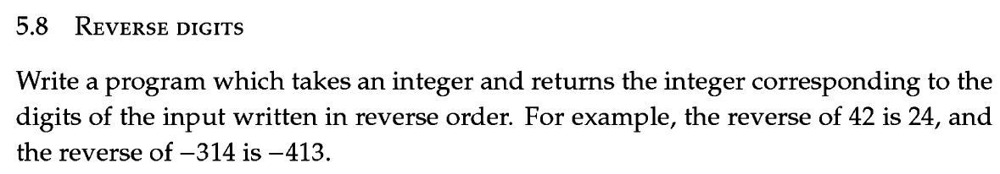 5.8 REVERSE DIGITS
Write a program which takes an integer and returns the integer corresponding to the
digits of the input written in reverse order. For example, the reverse of 42 is 24, and
the reverse of −314 is −413.